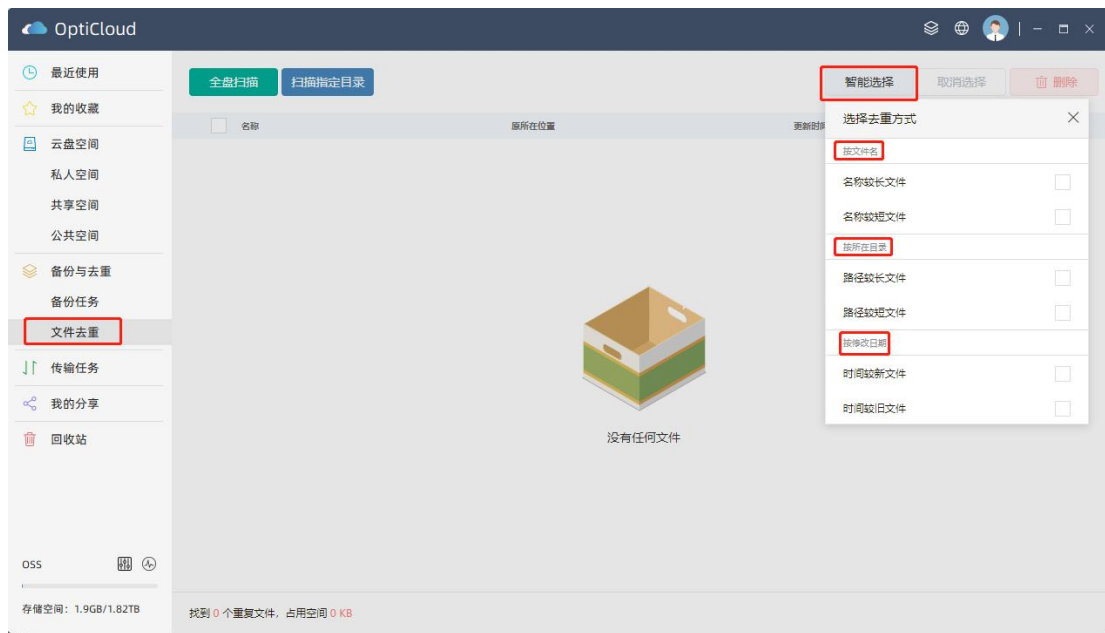 OptiCloud
最近使用
我的收藏
云盘空间
私人空间
共享空间
公共空间
备份与去重
备份任务
文件去重
传输任务
我的分享
回收站
OSS
存储空间：1.9GB/1.82TB
全盘扫描 扫描指定目录 智能选择 取消选择 删除
名称 原所在位置 更新时间
选择去重方式
按文件名
名称较长文件
名称较短文件
按所在目录
路径较长文件
路径较短文件
按修改日期
时间较新文件
时间较旧文件
没有任何文件
找到 0 个重复文件，占用空间 0 KB